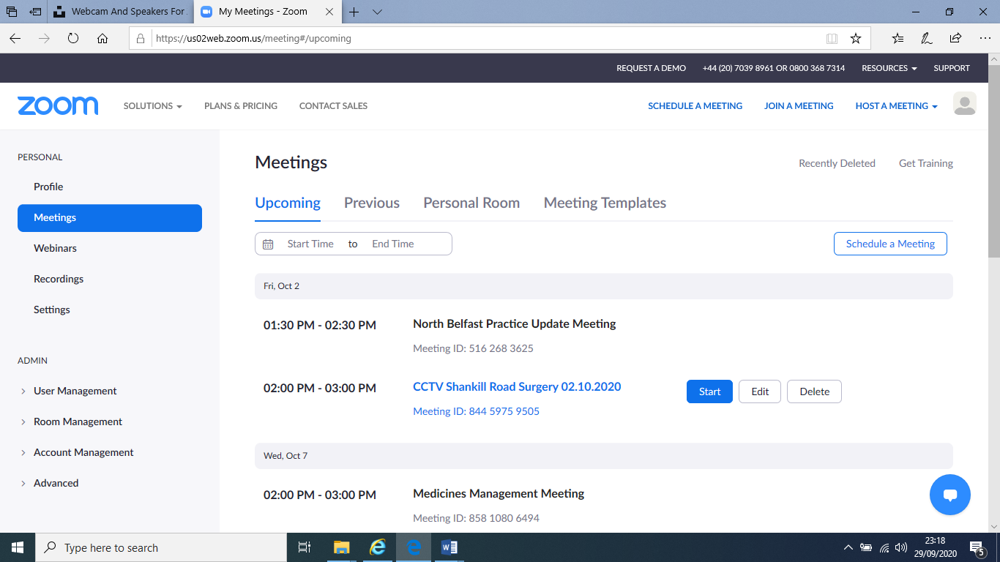 Webcam And Speakers For
My Meetings - Zoom
https://us02web.zoom.us/meeting#/upcoming
REQUEST A DEMO +44 (20) 7039 8961 OR 0800 368 7314 RESOURCES SUPPORT
zoom SOLUTIONS PLANS & PRICING CONTACT SALES SCHEDULE A MEETING JOIN A MEETING HOST A MEETING
PERSONAL
Profile
Meetings
Webinars
Recordings
Settings
ADMIN
User Management
Room Management
Account Management
Advanced
Meetings
Recently Deleted Get Training
Upcoming Previous Personal Room Meeting Templates
Start Time to End Time
Schedule a Meeting
Fri, Oct 2
01:30 PM - 02:30 PM North Belfast Practice Update Meeting
Meeting ID: 516 268 3625
02:00 PM - 03:00 PM CCTV Shankill Road Surgery 02.10.2020 Start Edit Delete
Meeting ID: 844 5975 9505
Wed, Oct 7
02:00 PM - 03:00 PM Medicines Management Meeting
Meeting ID: 858 1080 6494
Type here to search
23:18
29/09/2020
5